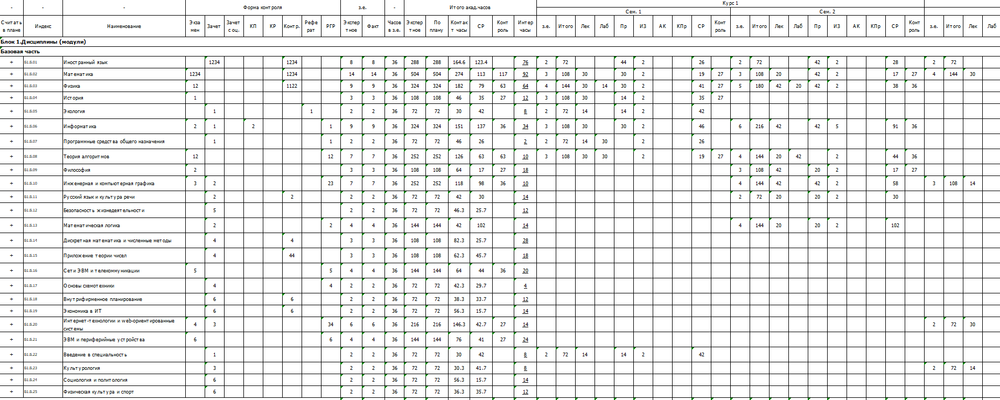 - - - Форма контроля з.е. - Итого акад.часов Курс 1
Сем. 1 Сем. 2
Считать в плане Индекс Наименование Экза мен Зачет Зачет с оц. КП КР Контр. Рефе рат РГР Экспер тное Факт Часов в з.е. Экспер тное По плану Контак т часы СР Конт роль Интер часы з.е. Итого Лек Лаб Пр ИЗ АК КПр СР Конт роль з.е. Итого Лек Лаб Пр ИЗ АК КПр СР Конт роль з.е. Итого Лек Лаб
Блок 1.Дисциплины (модули)
Базовая часть
+ Б1.Б.01 Иностранный язык 1234 1234 8 8 36 288 288 164.6 123.4 76 2 72 44 2 26 2 72 42 2 28 2 72
+ Б1.Б.02 Математика 1234 1234 14 14 36 504 504 274 113 117 92 3 108 30 30 2 19 27 3 108 20 42 2 17 27 4 144 30
+ Б1.Б.03 Физика 12 1122 9 9 36 324 324 182 79 63 64 4 144 30 14 30 2 41 27 5 180 42 20 42 2 38 36
+ Б1.Б.04 История 1 3 3 36 108 108 46 35 27 12 3 108 30 14 2 35 27
+ Б1.Б.05 Экология 1 1 2 2 36 72 72 30 42 8 2 72 14 14 2 42
+ Б1.Б.06 Информатика 2 1 2 1 9 9 36 324 324 151 137 36 34 3 108 30 30 2 46 6 216 42 42 5 91 36
+ Б1.Б.07 Программные средства общего назначения 1 1 2 2 36 72 72 46 26 2 2 72 14 30 2 26
+ Б1.Б.08 Теория алгоритмов 12 12 7 7 36 252 252 126 63 63 10 3 108 30 30 2 19 27 4 144 20 42 2 44 36
+ Б1.Б.09 Философия 2 3 3 36 108 108 64 17 27 18 3 108 42 20 2 17 27
+ Б1.Б.10 Инженерная и компьютерная графика 3 2 23 7 7 36 252 252 118 98 36 10 4 144 42 42 2 58 3 108 14
+ Б1.Б.11 Русский язык и культура речи 2 2 2 2 36 72 72 42 30 14 2 72 20 20 2 30
+ Б1.Б.12 Безопасность жизнедеятельности 5 2 2 36 72 72 46.3 25.7 12
+ Б1.Б.13 Математическая логика 2 2 4 4 36 144 144 42 102 14 4 144 20 20 2 102
+ Б1.Б.14 Дискретная математика и численные методы 4 4 3 3 36 108 108 82.3 25.7 28
+ Б1.Б.15 Приложение теории чисел 4 44 3 3 36 108 108 62.3 45.7 18
+ Б1.Б.16 Сети ЭВМ и телекоммуникации 5 5 4 4 36 144 144 64 44 36 20
+ Б1.Б.17 Основы схемотехники 4 4 2 2 36 72 72 42.3 29.7 4
+ Б1.Б.18 Внутрифирменное планирование 6 6 2 2 36 72 72 38.3 33.7 12
+ Б1.Б.19 Экономика в ИТ 6 6 2 2 36 72 72 56.3 15.7 14
+ Б1.Б.20 Интернет-технологии и web-ориентированные системы 4 3 34 6 6 36 216 216 146.3 42.7 27 14 2 72 30
+ Б1.Б.21 ЭВМ и периферийные устройства 6 6 4 4 36 144 144 76 41 27 24
+ Б1.Б.22 Введение в специальность 1 2 2 36 72 72 30 42 8 2 72 14 14 2 42
+ Б1.Б.23 Культурология 3 2 2 36 72 72 30.3 41.7 8 2 72 14
+ Б1.Б.24 Социология и политология 6 2 2 36 72 72 56.3 15.7 14
+ Б1.Б.25 Физическая культура и спорт 6 2 2 36 72 72 36.3 35.7 12